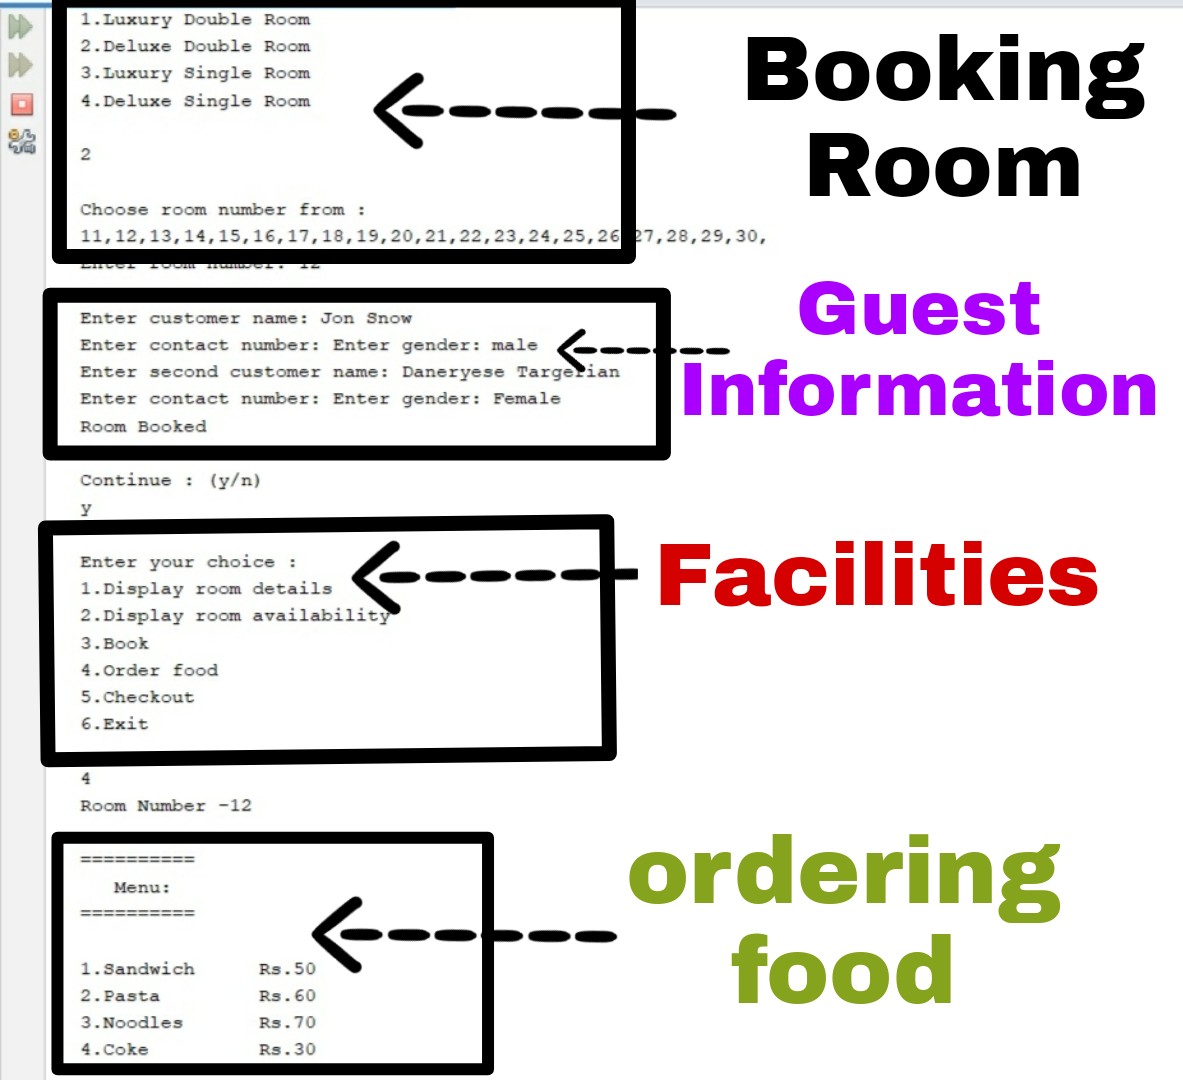 1.Luxury Double Room
2.Deluxe Double Room
3.Luxury Single Room
4.Deluxe Single Room
2
Choose room number from :
11,12,13,14,15,16,17,18,19,20,21,22,23,24,25,26,27,28,29,30,
Enter room number: 12
Booking
Room
Enter customer name: Jon Snow
Enter contact number: Enter gender: male
Enter second customer name: Daneryese Targerian
Enter contact number: Enter gender: Female
Room Booked
Guest
Information
Continue : (y/n)
y
Enter your choice :
1.Display room details
2.Display room availability
3.Book
4.Order food
5.Checkout
6.Exit
Facilities
4
Room Number -12
==========
Menu:
==========
1.Sandwich Rs.50
2.Pasta Rs.60
3.Noodles Rs.70
4.Coke Rs.30
ordering
food